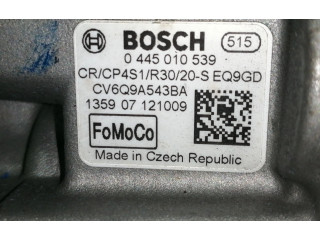 BOSCH 515
0 445 010 539
CR/CP4S1/R30/20-S EQ9GD
CV6Q9A543BA
1359 07 121009
FoMoCo
Made in Czech Republic